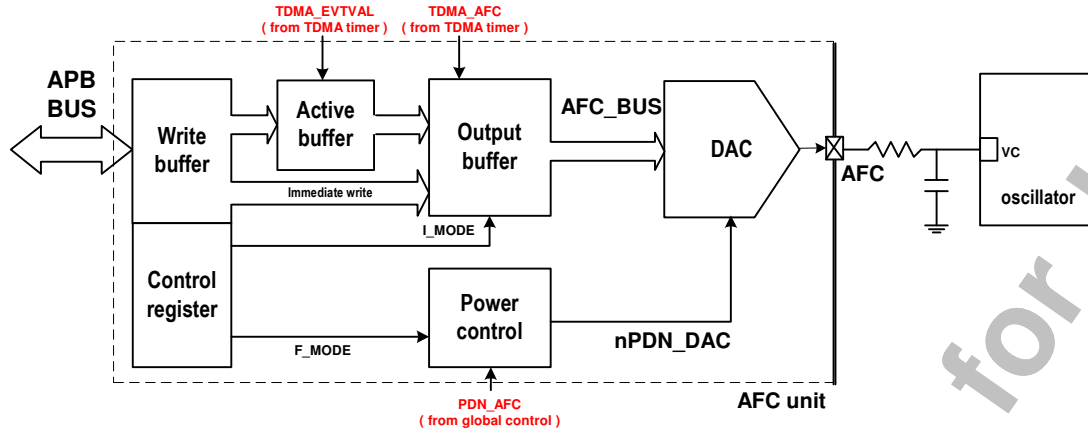 TDMA_EVTVAL
( from TDMA timer )
TDMA_AFC
( from TDMA timer )
APB
BUS
Write
buffer
Active
buffer
Output
buffer
AFC_BUS
DAC
AFC
VC
oscillator
Immediate write
I_MODE
Control
register
Power
control
F_MODE
nPDN_DAC
PDN_AFC
( from global control )
AFC unit
for